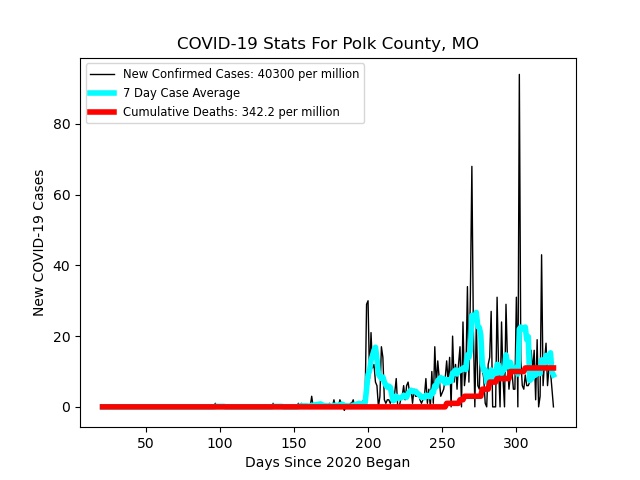 COVID-19 Stats For Polk County, MO
New Confirmed Cases: 40300 per million
7 Day Case Average
Cumulative Deaths: 342.2 per million
New COVID-19 Cases
80
60
40
20
0
50 100 150 200 250 300
Days Since 2020 Began